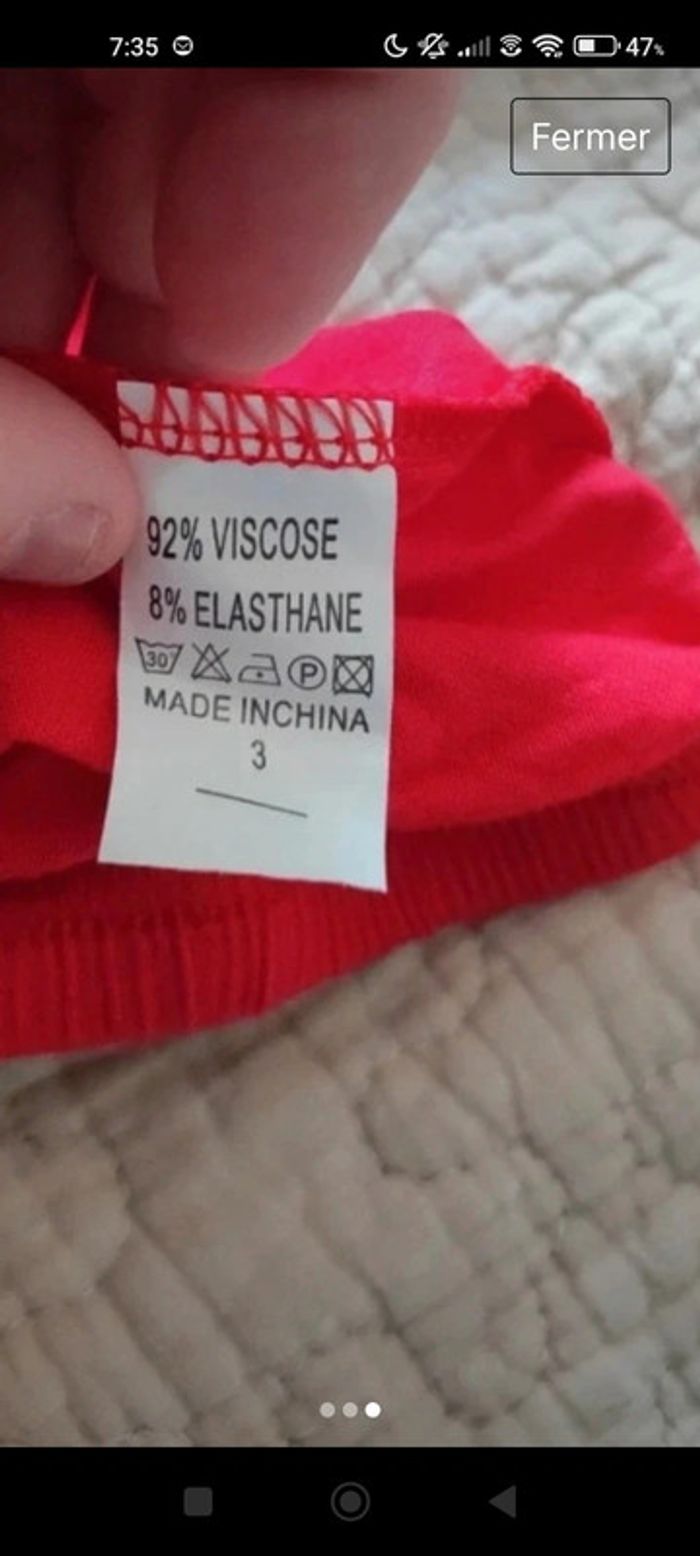 7:35
47%
Fermer
92% VISCOSE
8% ELASTHANE
30 P
MADE INCHINA
3